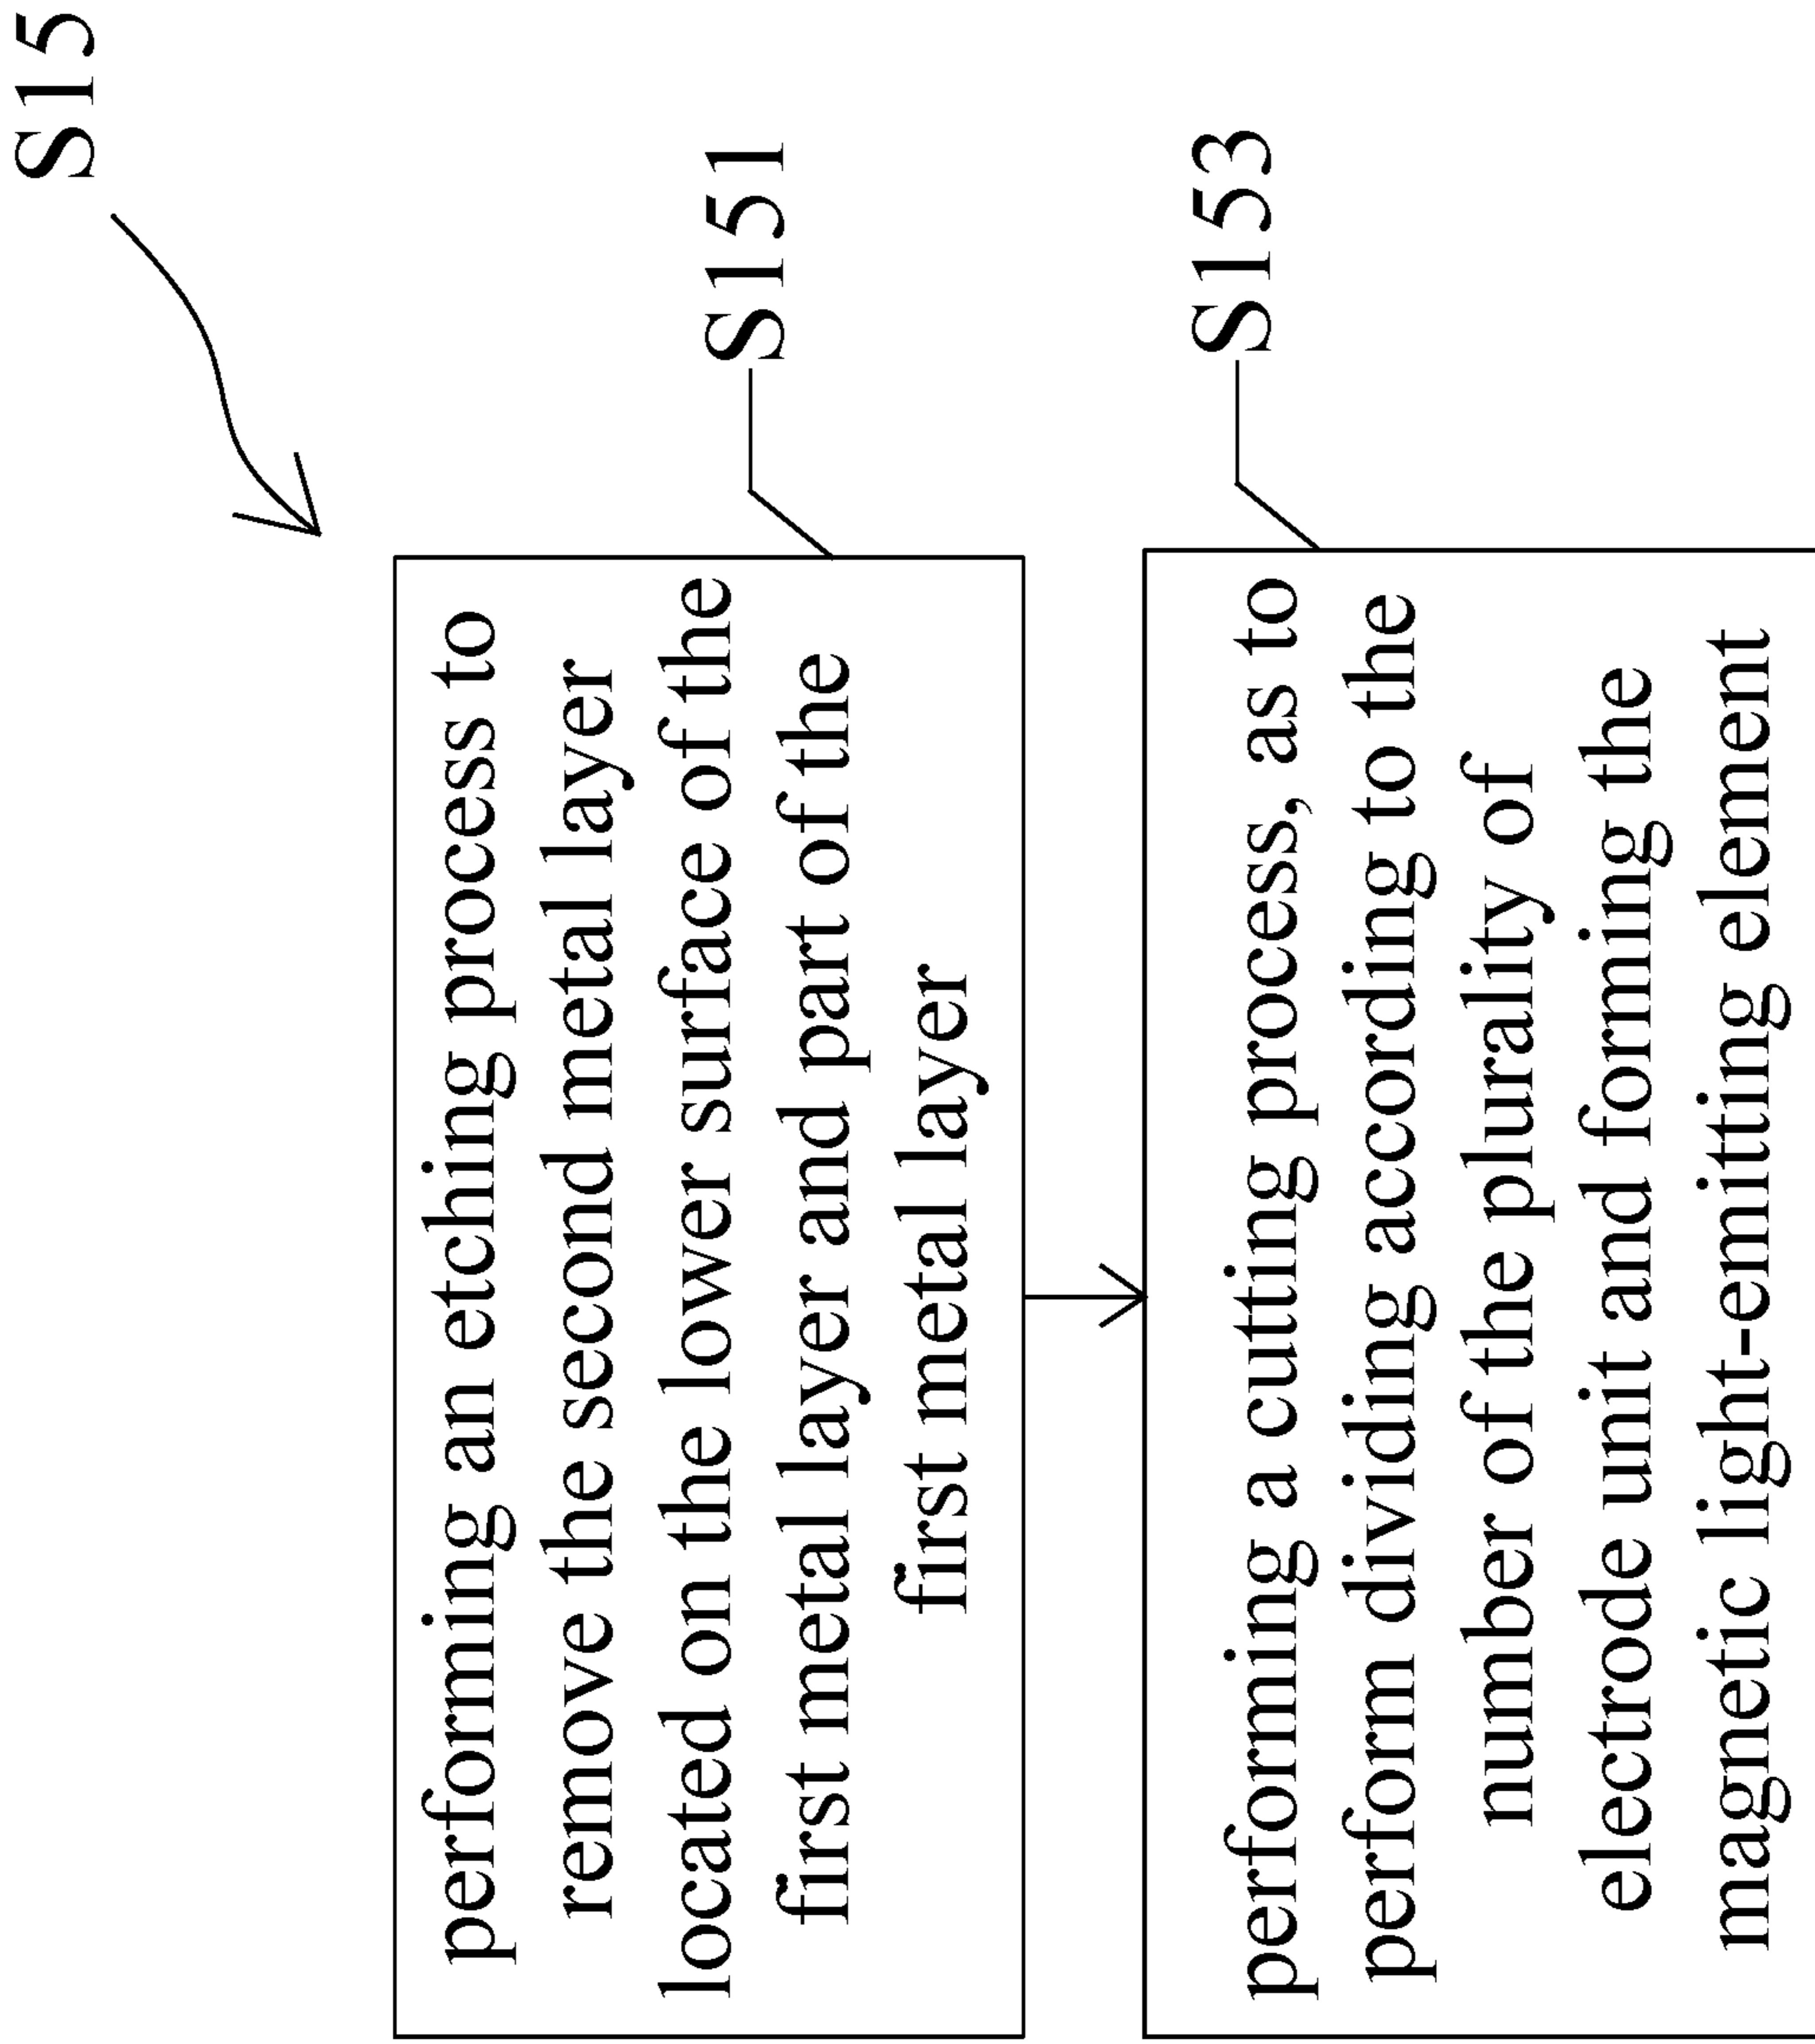 S15
performing an etching process to
remove the second metal layer
located on the lower surface of the
first metal layer and part of the
first metal layer
S151
performing a cutting process, as to
perform dividing according to the
number of the plurality of
electrode unit and forming the
magnetic light-emitting element
S153